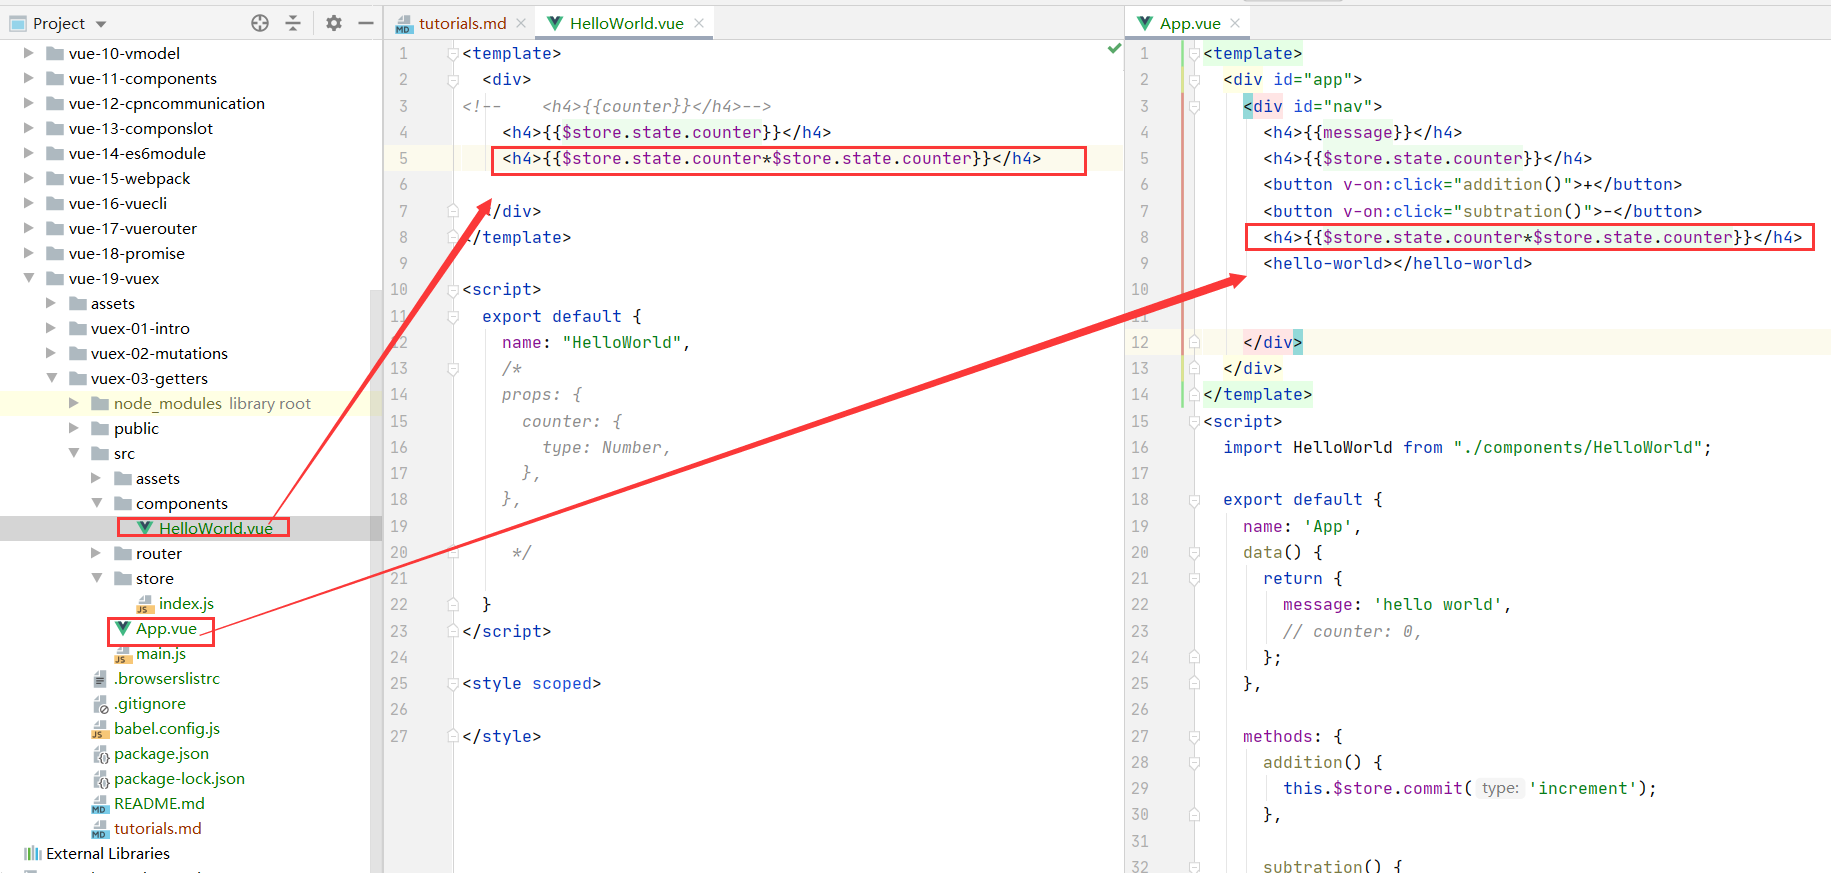 Project
vue-10-vmodel
vue-11-components
vue-12-cpncommunication
vue-13-componslot
vue-14-es6module
vue-15-webpack
vue-16-vuecli
vue-17-vuerouter
vue-18-promise
vue-19-vuex
assets
vuex-01-intro
vuex-02-mutations
vuex-03-getters
node_modules library root
public
src
assets
components
HelloWorld.vue
router
store
index.js
App.vue
main.js
.browserslistrc
.gitignore
babel.config.js
package.json
package-lock.json
README.md
tutorials.md
External Libraries
tutorials.md HelloWorld.vue
1 <template>
2 <div>
3 <!-- <h4>{{counter}}</h4>-->
4 <h4>{{$store.state.counter}}</h4>
5 <h4>{{$store.state.counter*$store.state.counter}}</h4>
6
7 </div>
8 </template>
9
10 <script>
11 export default {
12 name: "HelloWorld",
13 /*
14 props: {
15 counter: {
16 type: Number,
17 },
18 },
19
20 */
21
22 }
23 </script>
24
25 <style scoped>
26
27 </style>
App.vue
1 <template>
2 <div id="app">
3 <div id="nav">
4 <h4>{{message}}</h4>
5 <h4>{{$store.state.counter}}</h4>
6 <button v-on:click="addition()">+</button>
7 <button v-on:click="subtration()">-</button>
8 <h4>{{$store.state.counter*$store.state.counter}}</h4>
9 <hello-world></hello-world>
10
11
12 </div>
13 </div>
14 </template>
15 <script>
16 import HelloWorld from "./components/HelloWorld";
17
18 export default {
19 name: 'App',
20 data() {
21 return {
22 message: 'hello world',
23 // counter: 0,
24 };
25 },
26
27 methods: {
28 addition() {
29 this.$store.commit( type: 'increment');
30 },
31
32 subtration() {